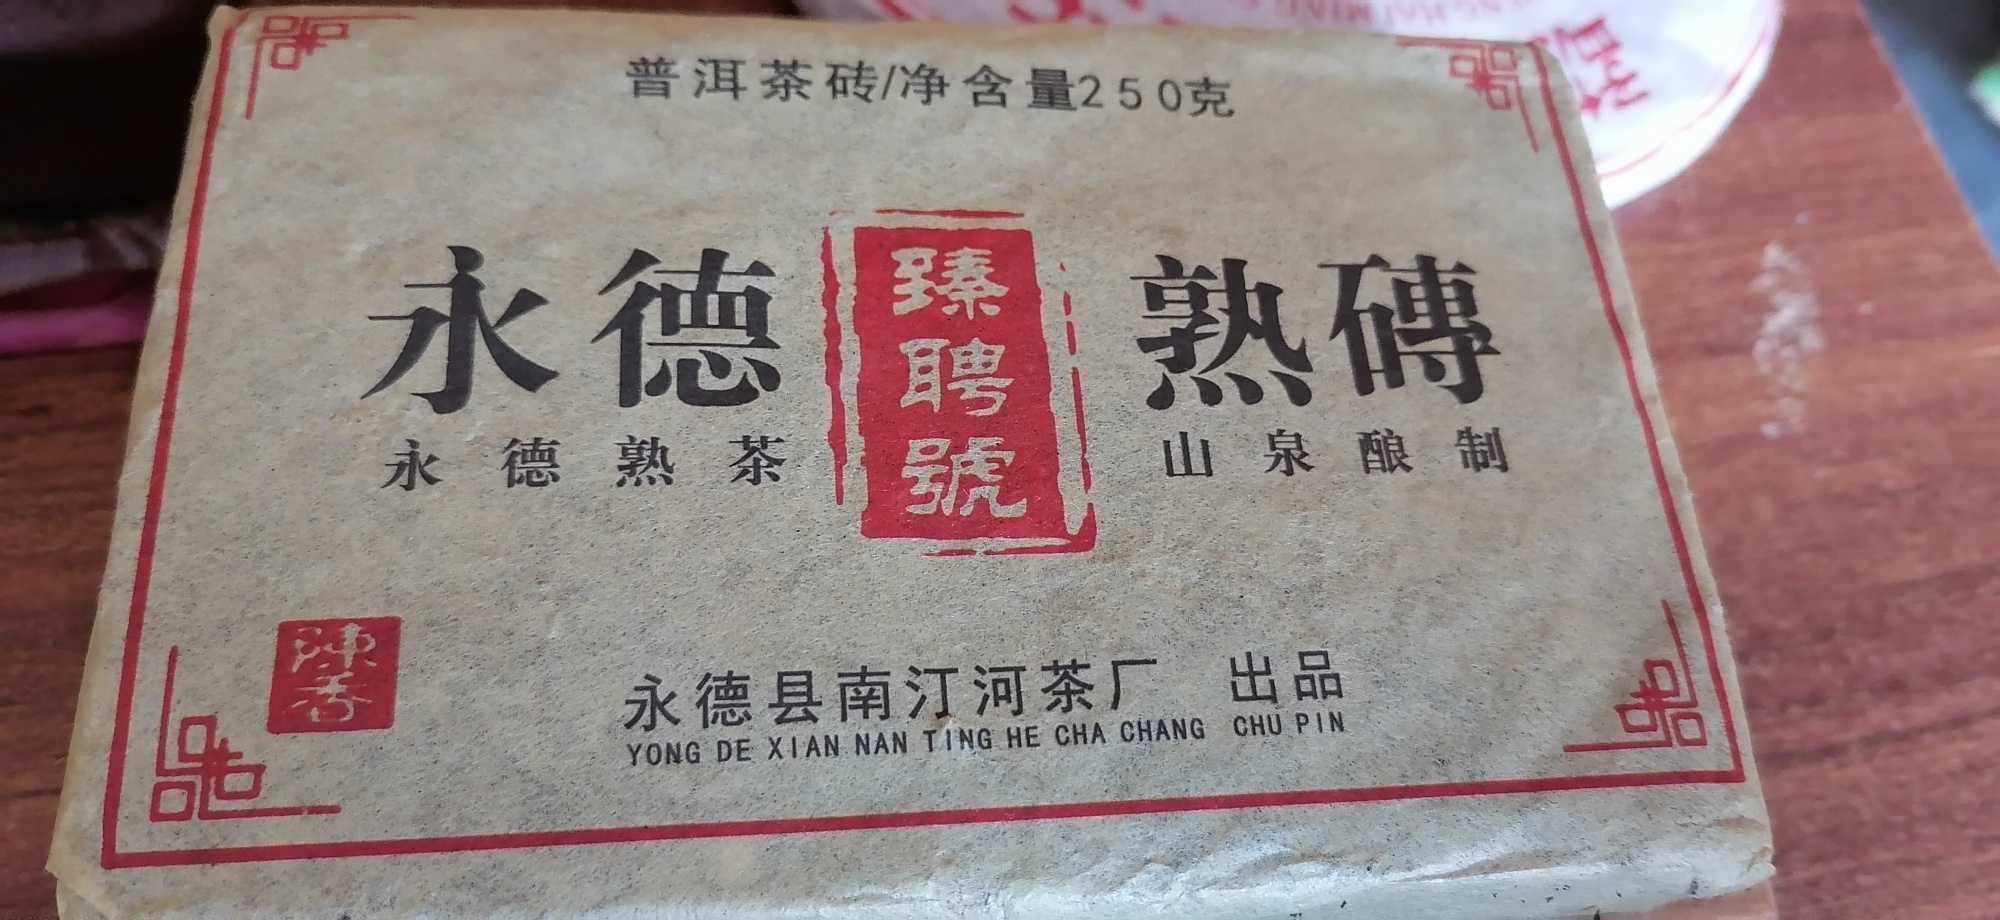 普洱茶砖/净含量250克
永德
臻聘號
熟磚
永德熟茶
山泉酿制
陳香
永德县南汀河茶厂 出品
YONG DE XIAN NAN TING HE CHA CHANG CHU PIN